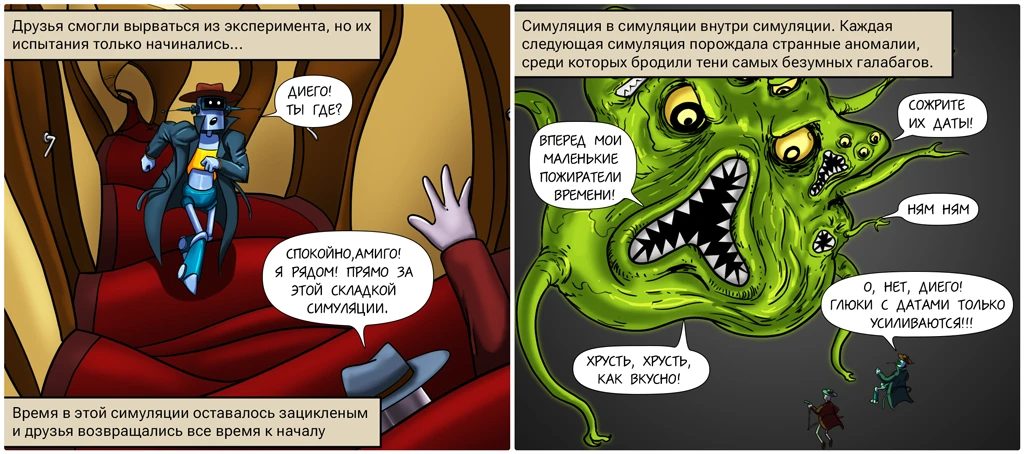 Друзья смогли вырваться из эксперимента, но их
испытания только начинались...
ДИЕГО!
ТЫ ГДЕ?
СПОКОЙНО,АМИГО!
Я РЯДОМ! ПРЯМО ЗА
ЭТОЙ СКЛАДКОЙ
СИМУЛЯЦИИ.
Время в этой симуляции оставалось зацикленым
и друзья возвращались все время к началу
Симуляция в симуляции внутри симуляции. Каждая
следующая симуляция порождала странные аномалии,
среди которых бродили тени самых безумных галабагов.
ВПЕРЕД МОИ
МАЛЕНЬКИЕ
ПОЖИРАТЕЛИ
ВРЕМЕНИ!
СОЖРИТЕ
ИХ ДАТЫ!
НЯМ НЯМ
О, НЕТ, ДИЕГО!
ГЛЮКИ С ДАТАМИ ТОЛЬКО
УСИЛИВАЮТСЯ!!!
ХРУСТЬ, ХРУСТЬ,
КАК ВКУСНО!